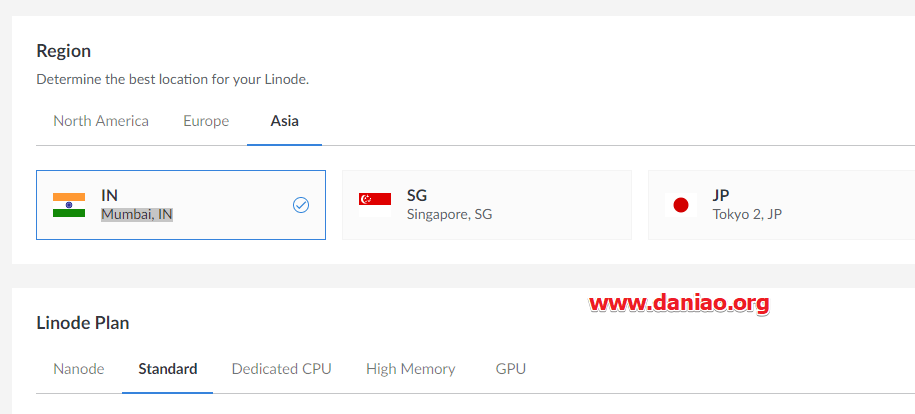 Region
Determine the best location for your Linode.
North America Europe Asia
IN SG JP
Mumbai, IN Singapore, SG Tokyo 2, JP
www.daniao.org
Linode Plan
Nanode Standard Dedicated CPU High Memory GPU